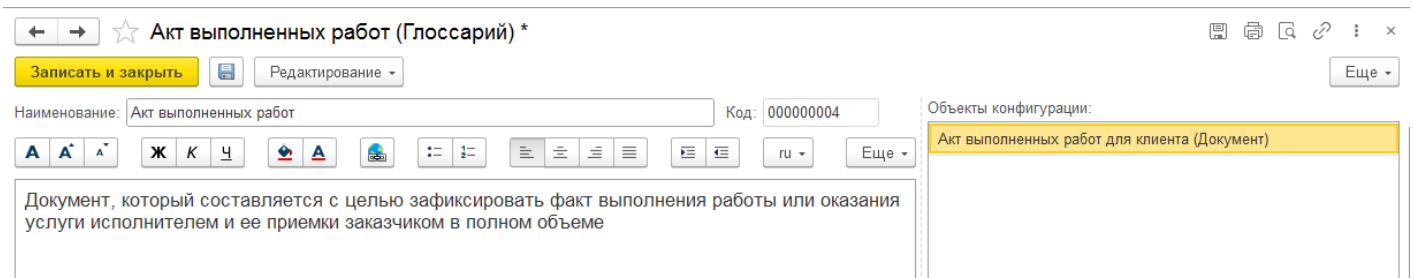 Акт выполненных работ (Глоссарий) *
Записать и закрыть Редактирование Еще
Наименование: Акт выполненных работ Код: 000000004 Объекты конфигурации:
А А А Ж К Ч А ru Еще
Акт выполненных работ для клиента (Документ)
Документ, который составляется с целью зафиксировать факт выполнения работы или оказания
услуги исполнителем и ее приемки заказчиком в полном объеме